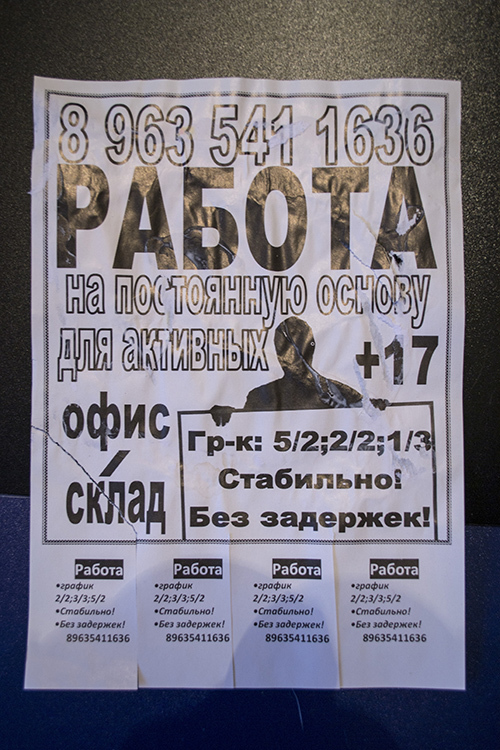 8 963 541 1636
РАБОТА
на постоянную основу
для активных
+17
офис
склад
Гр-к: 5/2;2/2;1/3
Стабильно!
Без задержек!
Работа
•график
2/2;3/3;5/2
•Стабильно!
•Без задержек!
89635411636
Работа
•график
2/2;3/3;5/2
•Стабильно!
•Без задержек!
89635411636
Работа
•график
2/2;3/3;5/2
•Стабильно!
•Без задержек!
89635411636
Работа
•график
2/2;3/3;5/2
•Стабильно!
•Без задержек!
89635411636